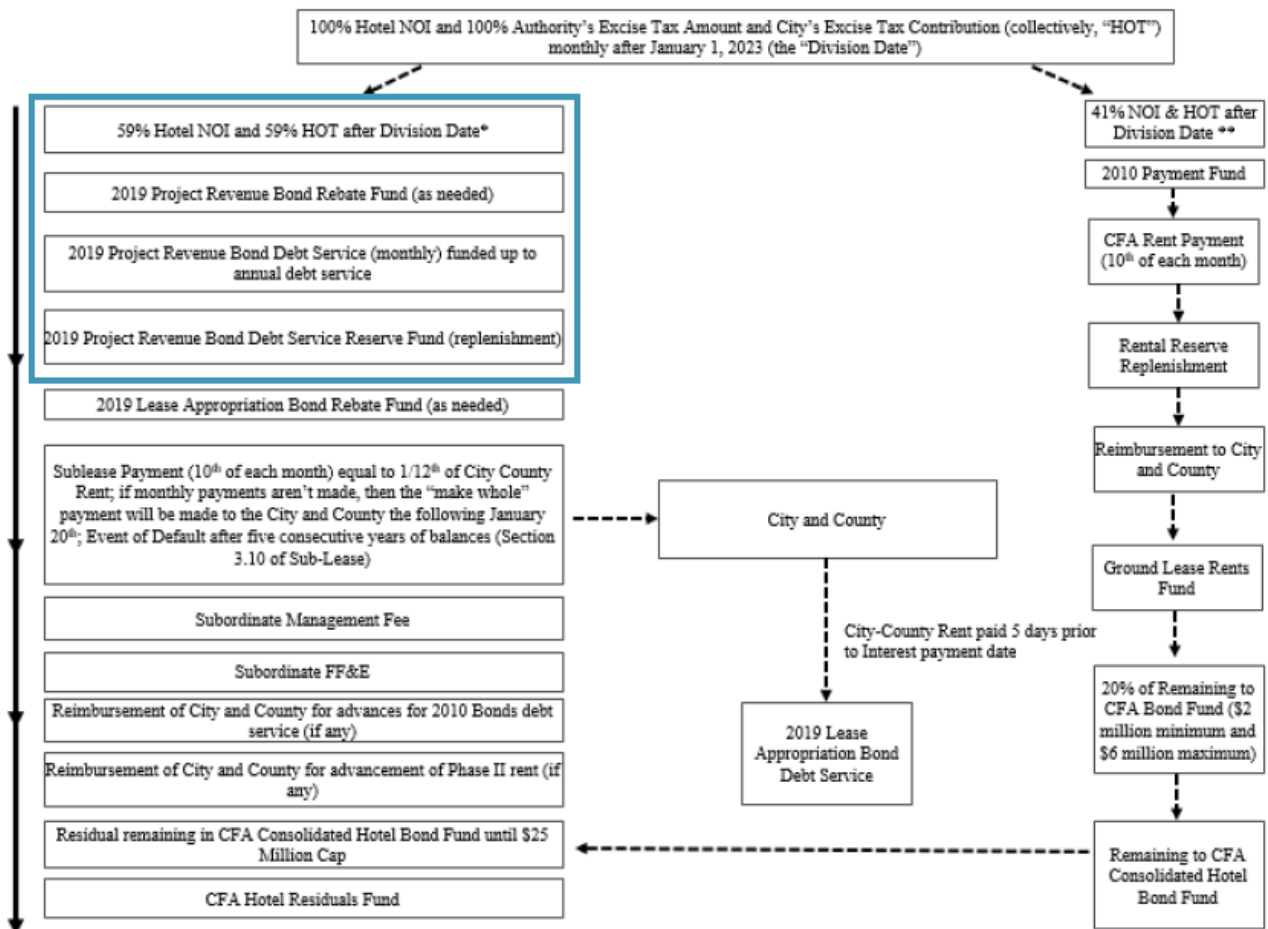 100% Hotel NOI and 100% Authority's Excise Tax Amount and City's Excise Tax Contribution (collectively, "HOT")
monthly after January 1, 2023 (the "Division Date")
59% Hotel NOI and 59% HOT after Division Date*
2019 Project Revenue Bond Rebate Fund (as needed)
2019 Project Revenue Bond Debt Service (monthly) funded up to
annual debt service
2019 Project Revenue Bond Debt Service Reserve Fund (replenishment)
2019 Lease Appropriation Bond Rebate Fund (as needed)
Sublease Payment (10th of each month) equal to 1/12th of City County
Rent; if monthly payments aren't made, then the "make whole"
payment will be made to the City and County the following January
20th; Event of Default after five consecutive years of balances (Section
3.10 of Sub-Lease)
Subordinate Management Fee
Subordinate FF&E
Reimbursement of City and County for advances for 2010 Bonds debt
service (if any)
Reimbursement of City and County for advancement of Phase II rent (if
any)
Residual remaining in CFA Consolidated Hotel Bond Fund until $25
Million Cap
CFA Hotel Residuals Fund
City and County
City-County Rent paid 5 days prior
to Interest payment date
2019 Lease
Appropriation Bond
Debt Service
41% NOI & HOT after
Division Date **
2010 Payment Fund
CFA Rent Payment
(10th of each month)
Rental Reserve
Replenishment
Reimbursement to City
and County
Ground Lease Rents
Fund
20% of Remaining to
CFA Bond Fund ($2
million minimum and
$6 million maximum)
Remaining to CFA
Consolidated Hotel
Bond Fund